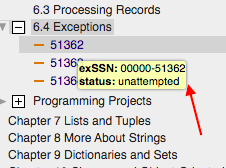 6.3 Processing Records
6.4 Exceptions
51362
5136
exSSN: 00000-51362
status: unattempted
5136
Programming Projects
Chapter 7 Lists and Tuples
Chapter 8 More About Strings
Chapter 9 Dictionaries and Sets